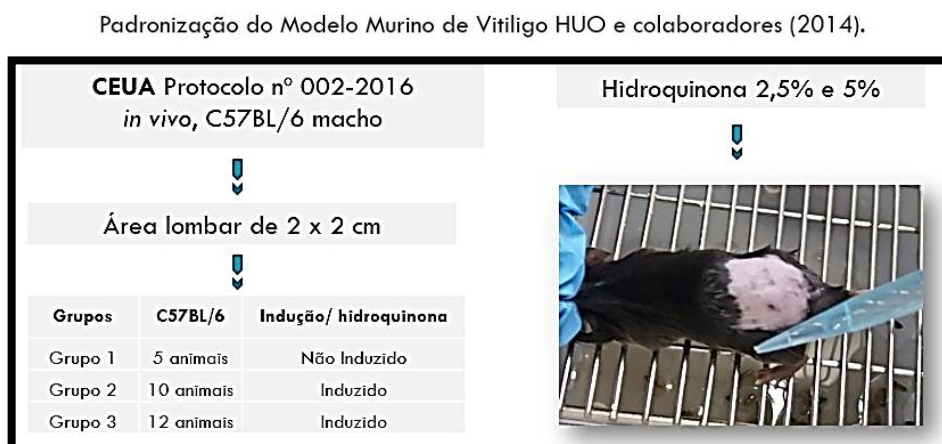 Padronização do Modelo Murino de Vitiligo HUO e colaboradores (2014).
CEUA Protocolo nº 002-2016
in vivo, C57BL/6 macho
Área lombar de 2 x 2 cm
Grupos C57BL/6 Indução/ hidroquinona
Grupo 1 5 animais Não Induzido
Grupo 2 10 animais Induzido
Grupo 3 12 animais Induzido
Hidroquinona 2,5% e 5%